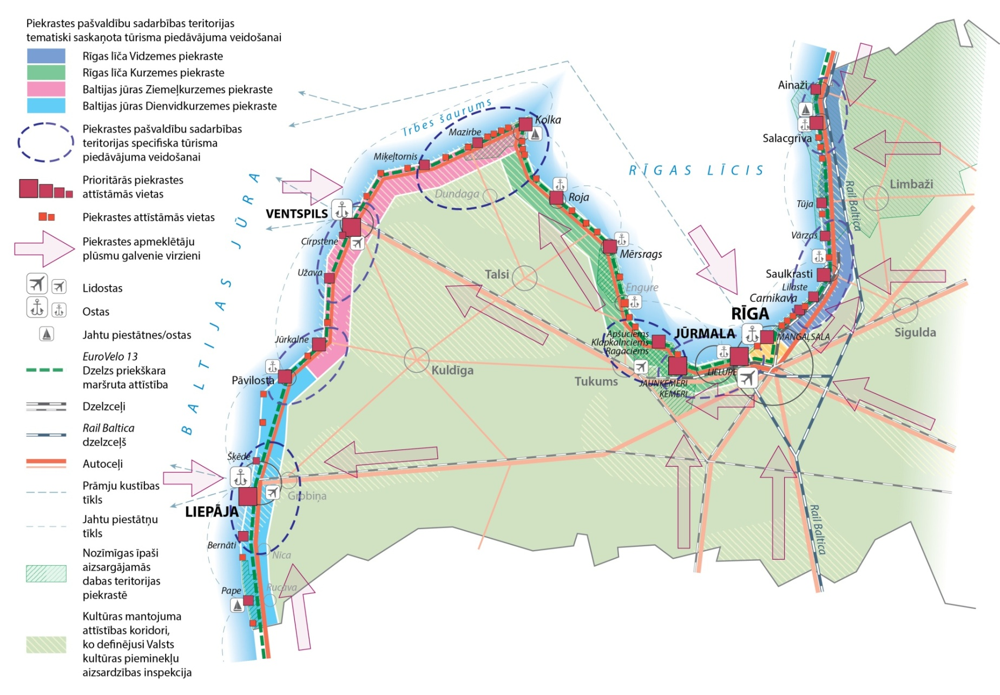 Piekrastes pašvaldību sadarbības teritorijas
tematiski saskaņota tūrisma piedāvājuma veidošanai
Rīgas līča Vidzemes piekraste
Rīgas līča Kurzemes piekraste
Baltijas jūras Ziemeļkurzemes piekraste
Baltijas jūras Dienvidkurzemes piekraste
Piekrastes pašvaldību sadarbības
teritorijas specifiska tūrisma
piedāvājuma veidošanai
Prioritārās piekrastes
attīstāmās vietas
Piekrastes attīstāmās vietas
Piekrastes apmeklētāju
plūsmu galvenie virzieni
Lidostas
Ostas
Jahtu piestātnes/ostas
EuroVelo 13
Dzelzs priekškara
maršruta attīstība
Dzelzceļi
Rail Baltica
dzelzceļš
Autoceļi
Prāmju kustības
tīkls
Jahtu piestātņu
tīkls
Nozīmīgas īpaši
aizsargājamās
dabas teritorijas
piekrastē
Kultūras mantojuma
attīstības koridori,
ko definējusi Valsts
kultūras pieminekļu
aizsardzības inspekcija
BALTIJAS JŪRA
Irbes šaurums
RĪGAS LĪCIS
Kolka
Mazirbe
Miķeļtornis
Dundaga
VENTSPILS
Cirpstene
Užava
Jūrkalne
Pāvilosta
Šķēde
Grobiņa
LIEPĀJA
Bernāti
Nīca
Rucava
Pape
Roja
Mērsrags
Talsi
Engure
Kuldīga
Apšuciems
Klapkalnciems
Ragaciems
Tukums
JAUNĶEMERI
ĶEMERI
JŪRMALA
LIELUPE
RĪGA
MANGAĻSALA
Carnikava
Lilaste
Saulkrasti
Vārzas
Tūja
Salacgrīva
Ainaži
Limbaži
Sigulda
Rail Baltica
Rail Baltica